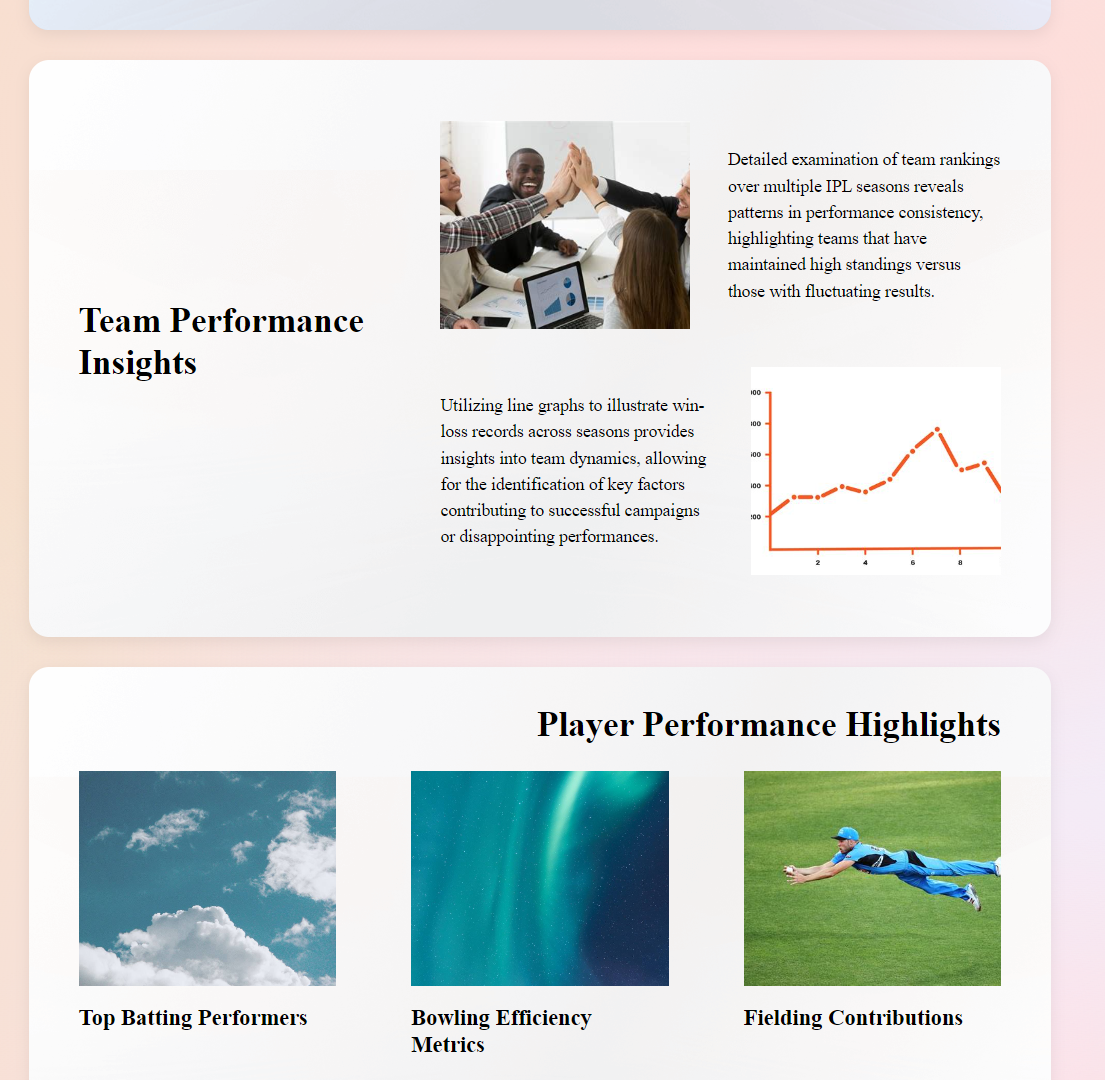 Team Performance
Insights
Detailed examination of team rankings
over multiple IPL seasons reveals
patterns in performance consistency,
highlighting teams that have
maintained high standings versus
those with fluctuating results.
Utilizing line graphs to illustrate win-
loss records across seasons provides
insights into team dynamics, allowing
for the identification of key factors
contributing to successful campaigns
or disappointing performances.
200
2 4 6 8
Player Performance Highlights
Top Batting Performers
Bowling Efficiency
Metrics
Fielding Contributions